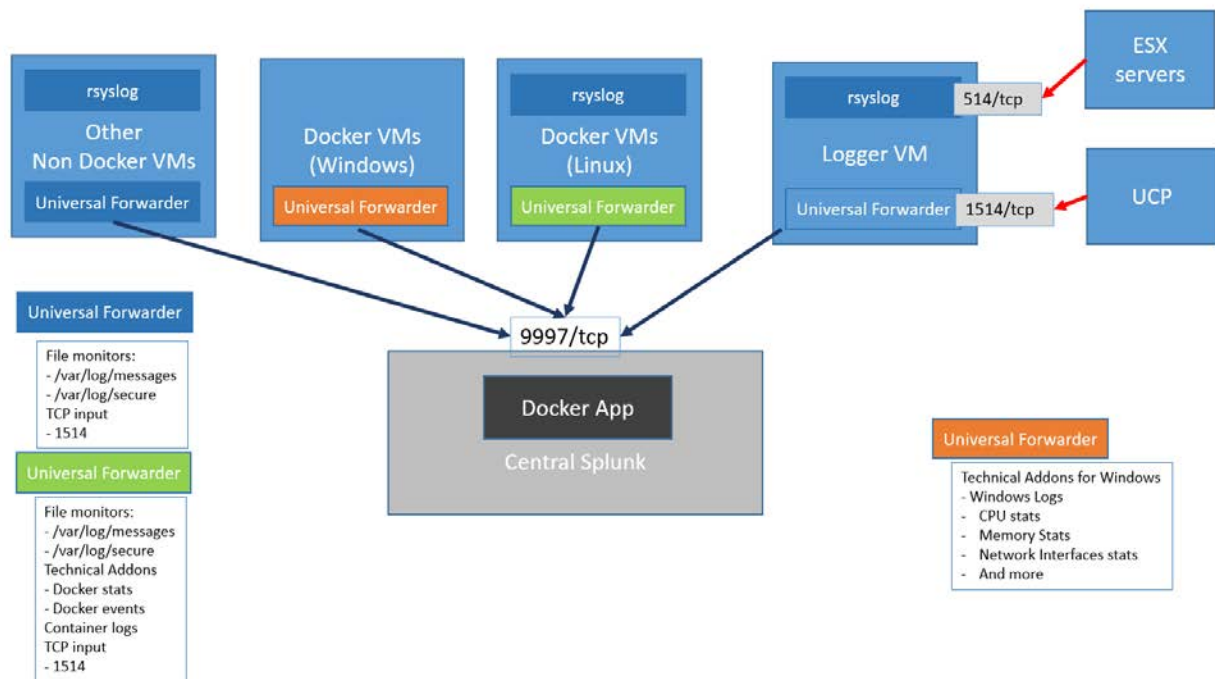 ESX
servers
rsyslog
Other
Non Docker VMs
Universal Forwarder
Docker VMs
(Windows)
Universal Forwarder
rsyslog
Docker VMs
(Linux)
Universal Forwarder
rsyslog
514/tcp
Logger VM
Universal Forwarder
1514/tcp
UCP
9997/tcp
Docker App
Central Splunk
Universal Forwarder
File monitors:
- /var/log/messages
- /var/log/secure
TCP input
- 1514
Universal Forwarder
File monitors:
- /var/log/messages
- /var/log/secure
Technical Addons
- Docker stats
- Docker events
Container logs
TCP input
- 1514
Universal Forwarder
Technical Addons for Windows
- Windows Logs
- CPU stats
- Memory Stats
- Network Interfaces stats
- And more